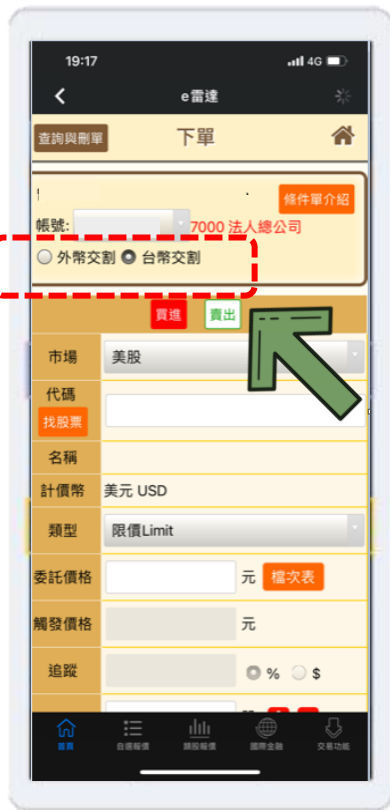 19:17 4G
e雷達
查詢與刪單 下單
修件單介紹
帳號: 7000 法人總公司
外幣交割 台幣交割
買進 賣出
市場 美股
代碼
找股票
名稱
計價幣 美元 USD
類型 限價Limit
委託價格 元 檔次表
觸發價格 元
追蹤 % $
首頁 自選報價 類股報價 國際金融 交易功能